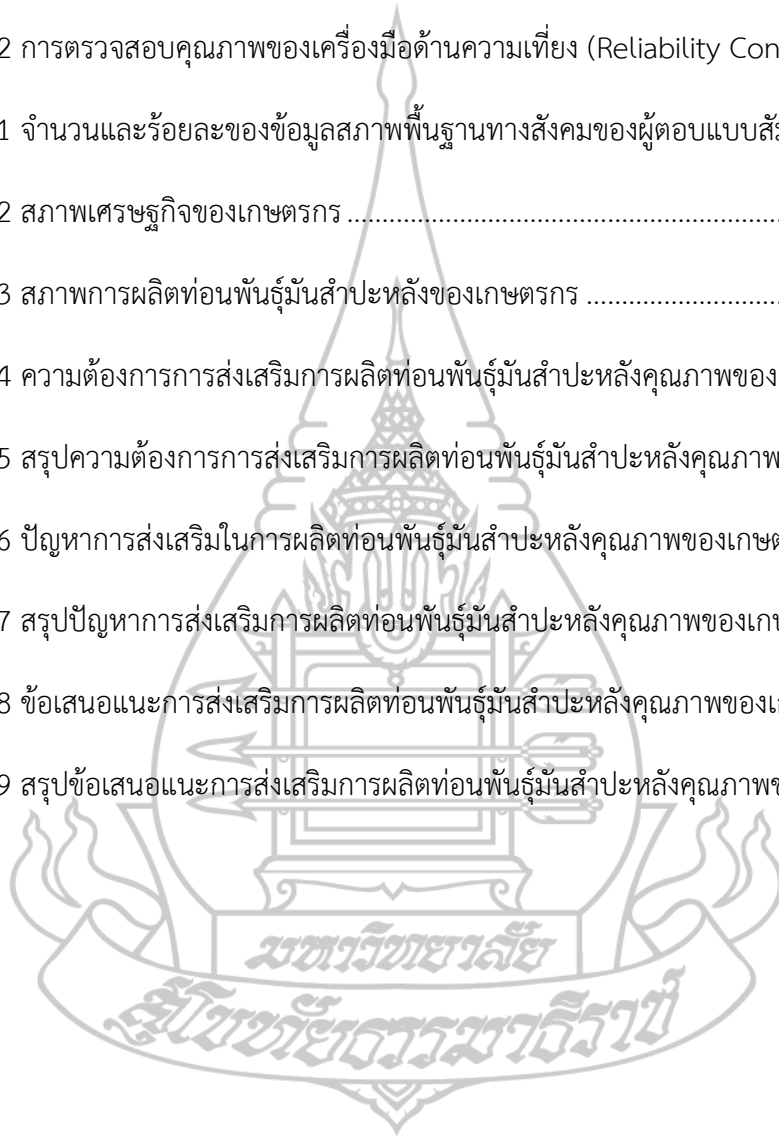 2 การตรวจสอบคุณภาพของเครื่องมือด้านความเที่ยง (Reliability Con
1 จำนวนและร้อยละของข้อมูลสภาพพื้นฐานทางสังคมของผู้ตอบแบบสัม
2 สภาพเศรษฐกิจของเกษตรกร ..........................................................
3 สภาพการผลิตท่อนพันธุ์มันสำปะหลังของเกษตรกร ..........................
4 ความต้องการการส่งเสริมการผลิตท่อนพันธุ์มันสำปะหลังคุณภาพของ
5 สรุปความต้องการการส่งเสริมการผลิตท่อนพันธุ์มันสำปะหลังคุณภาพ
6 ปัญหาการส่งเสริมในการผลิตท่อนพันธุ์มันสำปะหลังคุณภาพของเกษต
7 สรุปปัญหาการส่งเสริมการผลิตท่อนพันธุ์มันสำปะหลังคุณภาพของเกษ
8 ข้อเสนอแนะการส่งเสริมการผลิตท่อนพันธุ์มันสำปะหลังคุณภาพของเก
9 สรุปข้อเสนอแนะการส่งเสริมการผลิตท่อนพันธุ์มันสำปะหลังคุณภาพข
มหาวิทยาลัย
สุโขทัยธรรมาธิราช